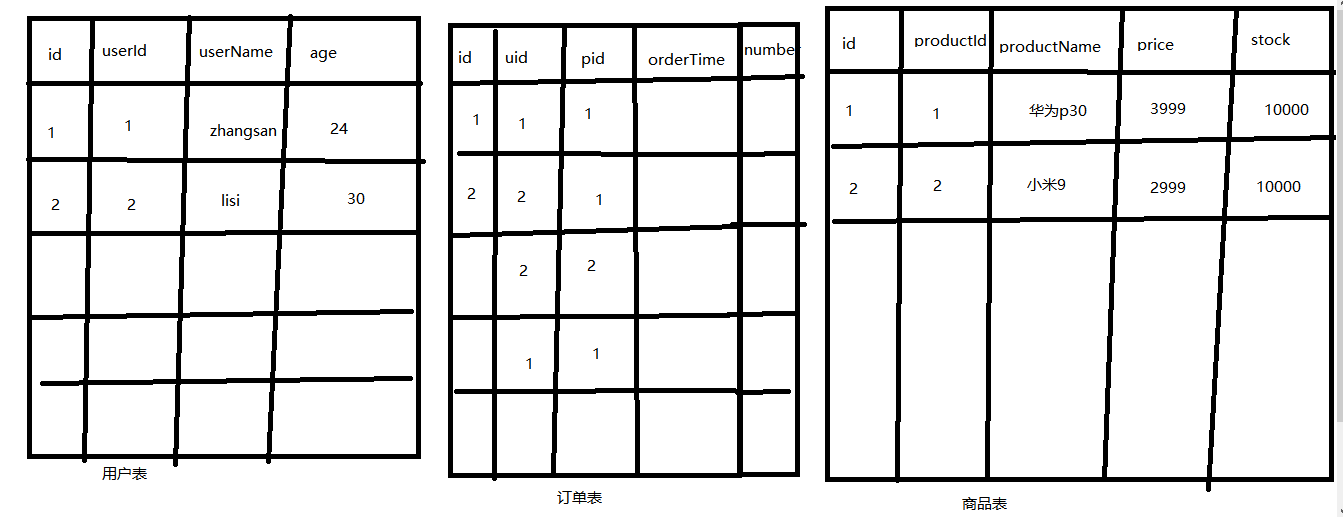 id userId userName age
1 1 zhangsan 24
2 2 lisi 30
用户表
id uid pid orderTime number
1 1 1
2 2 1
2 2
1 1
订单表
id productId productName price stock
1 1 华为p30 3999 10000
2 2 小米9 2999 10000
商品表